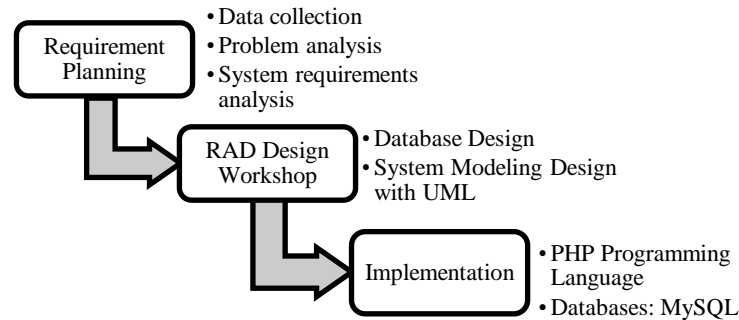 Requirement
Planning
• Data collection
• Problem analysis
• System requirements
analysis
RAD Design
Workshop
• Database Design
• System Modeling Design
with UML
Implementation
• PHP Programming
Language
• Databases: MySQL